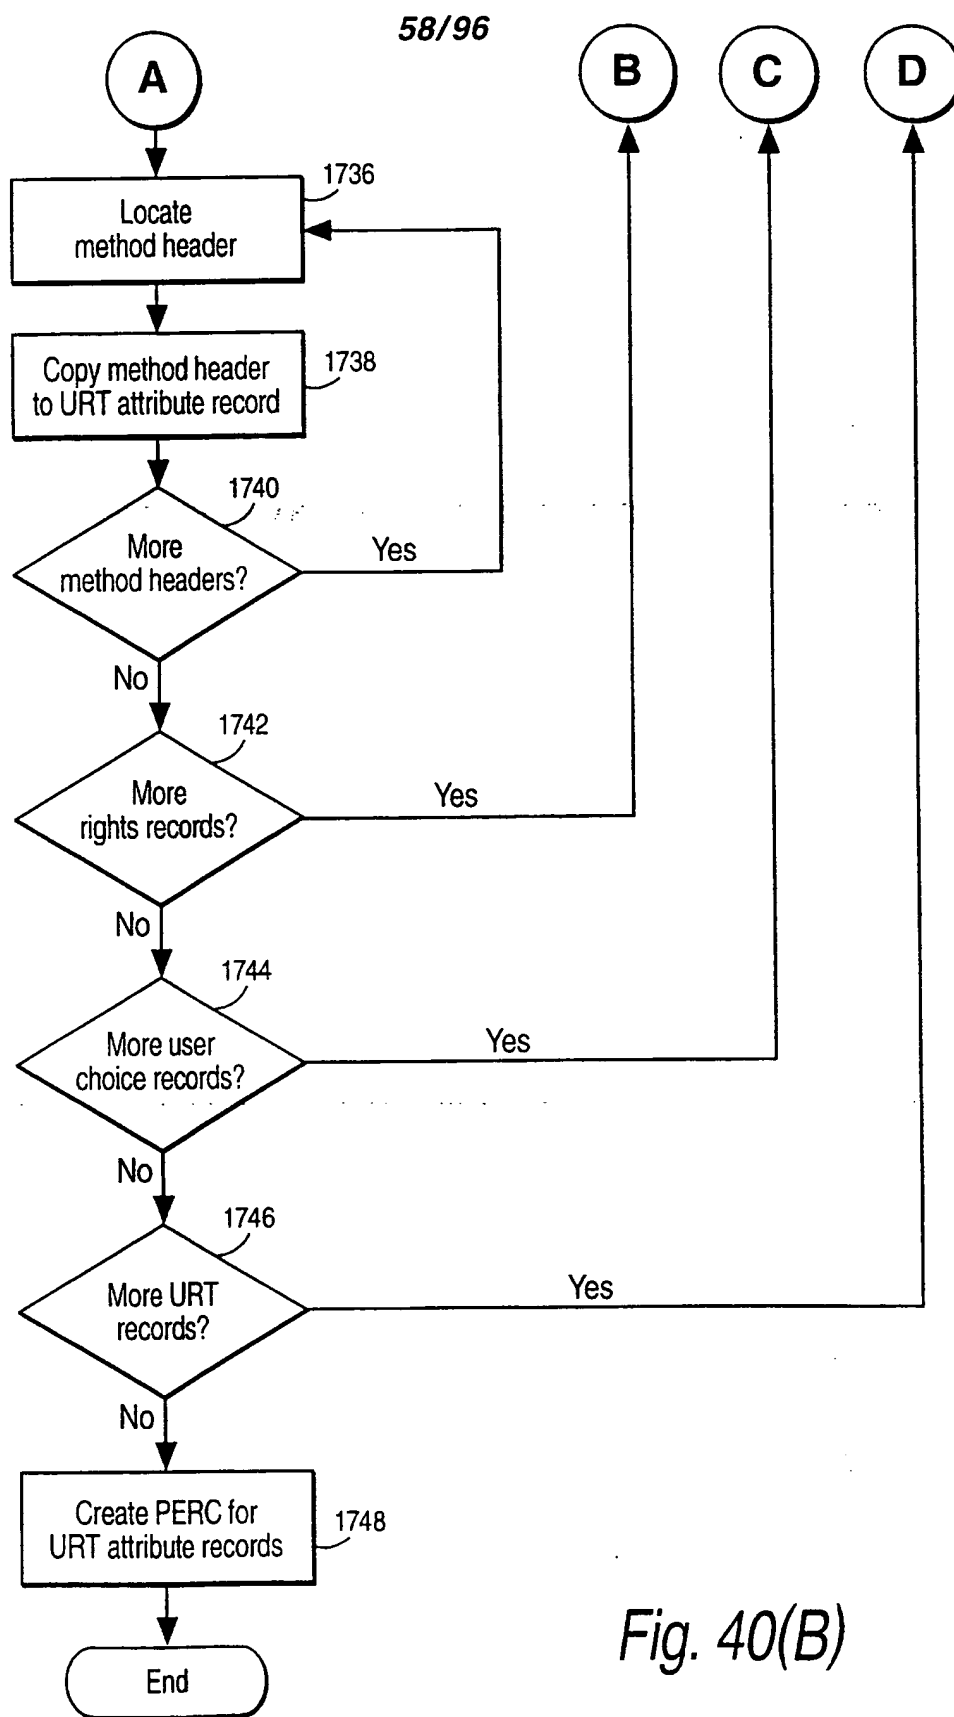 58/96
A
B
C
D
1736
Locate
method header
1738
Copy method header
to URT attribute record
1740
More
method headers?
Yes
No
1742
More
rights records?
Yes
No
1744
More user
choice records?
Yes
No
1746
More URT
records?
Yes
No
Create PERC for
URT attribute records
1748
End
Fig. 40(B)